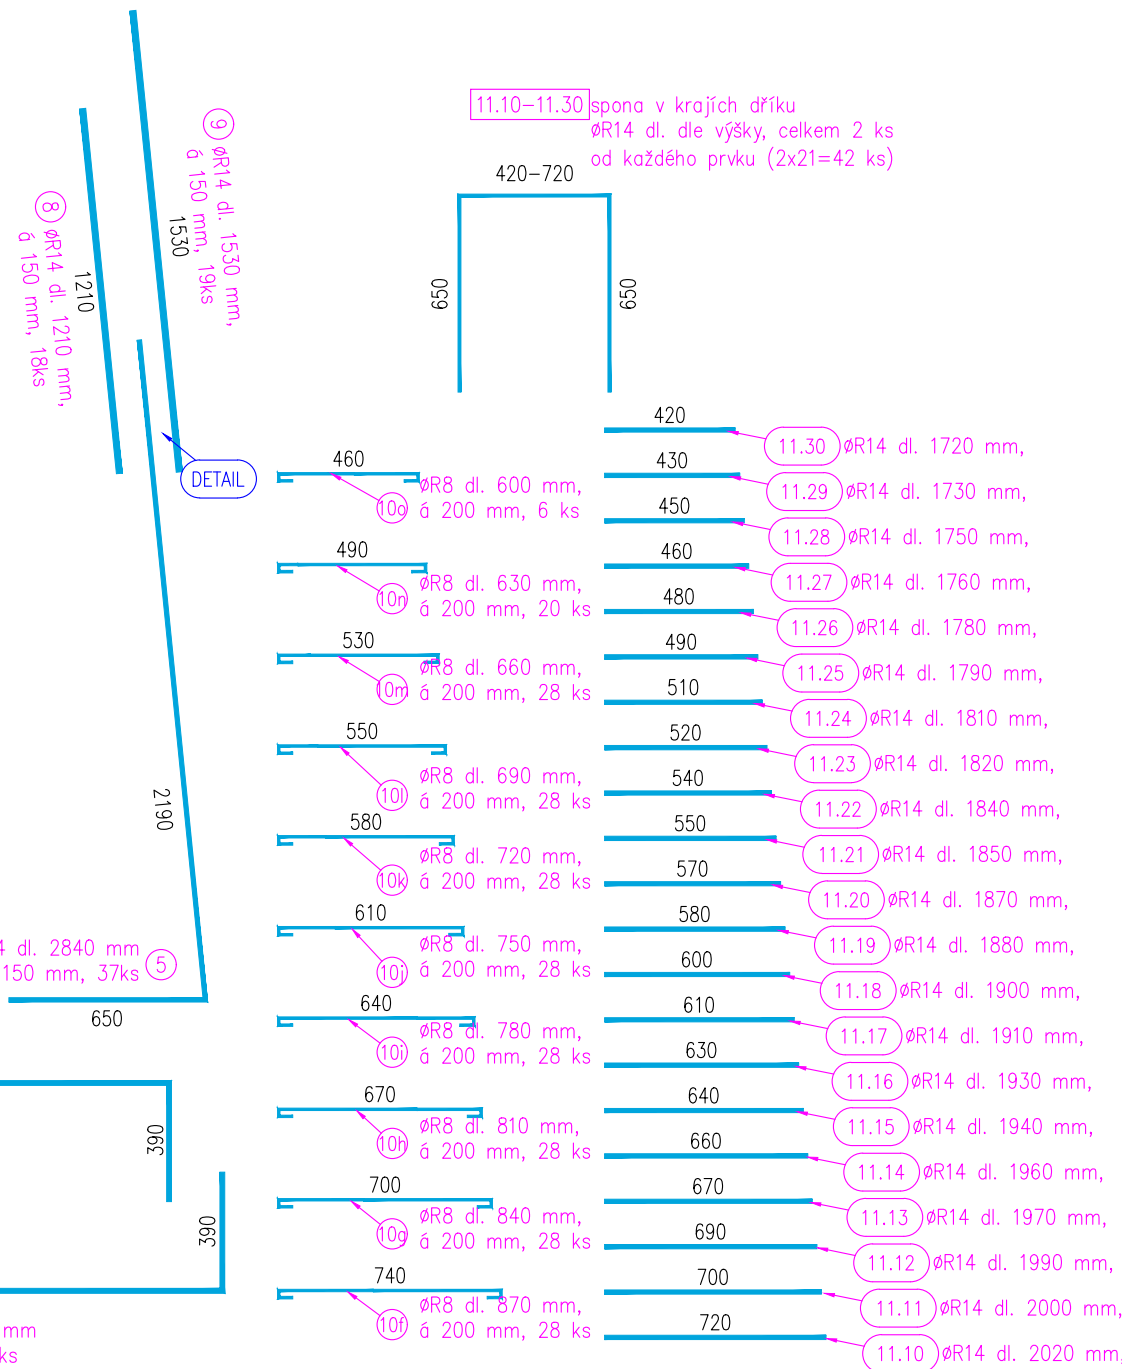 11.10-11.30 spona v krajích dříku
øR14 dl. dle výšky, celkem 2 ks
od každého prvku (2x21=42 ks)
420-720
650
650
9 øR14 dl. 1530 mm,
á 150 mm, 19ks
1530
8 øR14 dl. 1210 mm,
á 150 mm, 18ks
1210
DETAIL
2190
4 dl. 2840 mm
150 mm, 37ks
5
650
390
390
mm
ks
460
10o
øR8 dl. 600 mm,
á 200 mm, 6 ks
490
10n
øR8 dl. 630 mm,
á 200 mm, 20 ks
530
10m
øR8 dl. 660 mm,
á 200 mm, 28 ks
550
10l
øR8 dl. 690 mm,
á 200 mm, 28 ks
580
10k
øR8 dl. 720 mm,
á 200 mm, 28 ks
610
10j
øR8 dl. 750 mm,
á 200 mm, 28 ks
640
10i
øR8 dl. 780 mm,
á 200 mm, 28 ks
670
10h
øR8 dl. 810 mm,
á 200 mm, 28 ks
700
10g
øR8 dl. 840 mm,
á 200 mm, 28 ks
740
10f
øR8 dl. 870 mm,
á 200 mm, 28 ks
420
11.30 øR14 dl. 1720 mm,
430
11.29 øR14 dl. 1730 mm,
450
11.28 øR14 dl. 1750 mm,
460
11.27 øR14 dl. 1760 mm,
480
11.26 øR14 dl. 1780 mm,
490
11.25 øR14 dl. 1790 mm,
510
11.24 øR14 dl. 1810 mm,
520
11.23 øR14 dl. 1820 mm,
540
11.22 øR14 dl. 1840 mm,
550
11.21 øR14 dl. 1850 mm,
570
11.20 øR14 dl. 1870 mm,
580
11.19 øR14 dl. 1880 mm,
600
11.18 øR14 dl. 1900 mm,
610
11.17 øR14 dl. 1910 mm,
630
11.16 øR14 dl. 1930 mm,
640
11.15 øR14 dl. 1940 mm,
660
11.14 øR14 dl. 1960 mm,
670
11.13 øR14 dl. 1970 mm,
690
11.12 øR14 dl. 1990 mm,
700
11.11 øR14 dl. 2000 mm,
720
11.10 øR14 dl. 2020 mm,